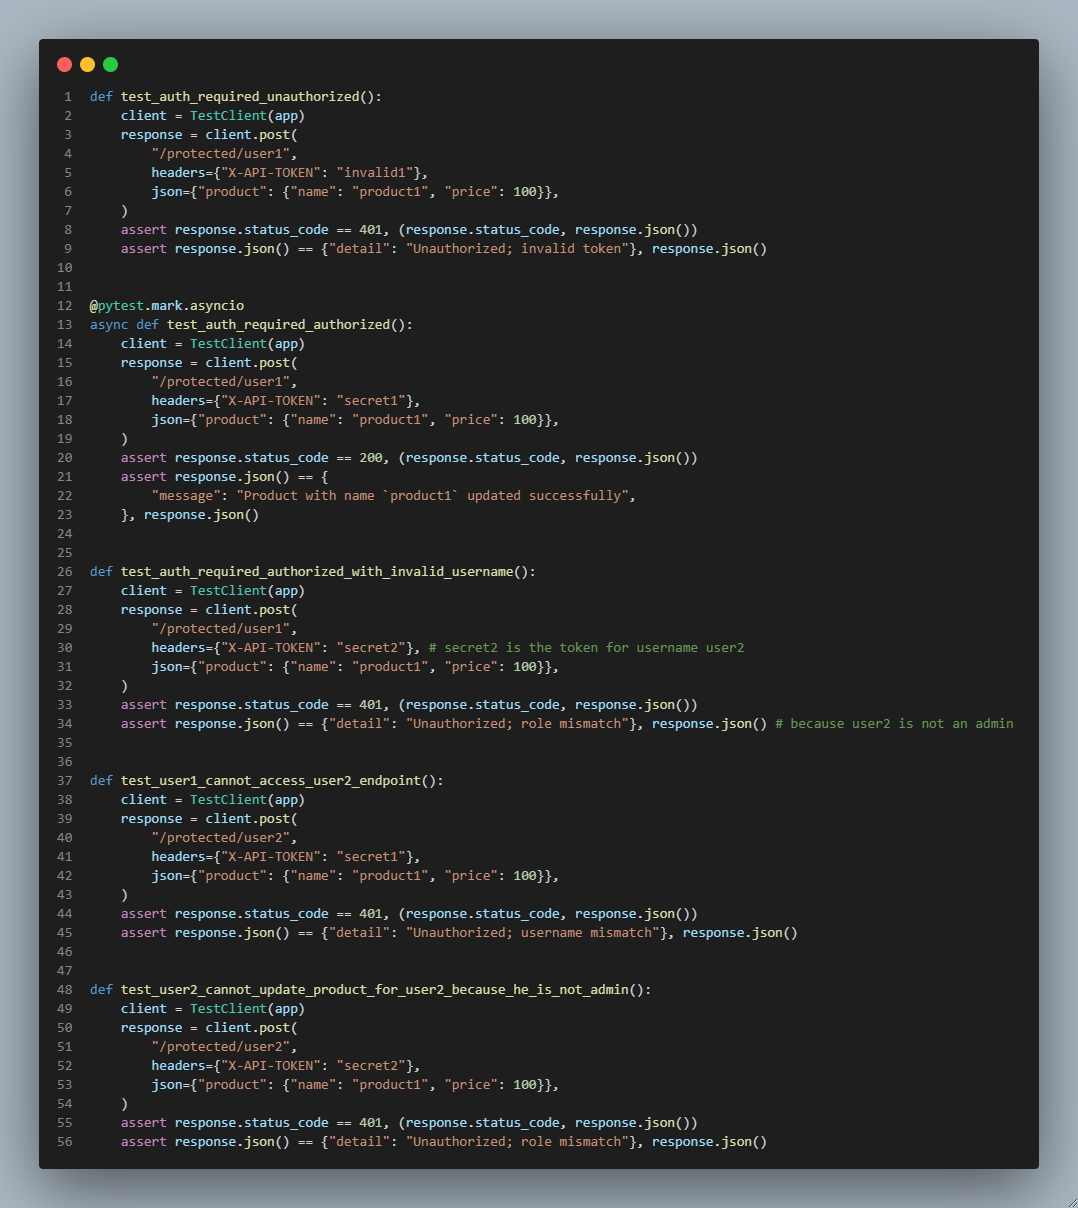 1 def test_auth_required_unauthorized():
2     client = TestClient(app)
3     response = client.post(
4         "/protected/user1",
5         headers={"X-API-TOKEN": "invalid1"},
6         json={"product": {"name": "product1", "price": 100}},
7     )
8     assert response.status_code == 401, (response.status_code, response.json())
9     assert response.json() == {"detail": "Unauthorized; invalid token"}, response.json()
10
11
12 @pytest.mark.asyncio
13 async def test_auth_required_authorized():
14     client = TestClient(app)
15     response = client.post(
16         "/protected/user1",
17         headers={"X-API-TOKEN": "secret1"},
18         json={"product": {"name": "product1", "price": 100}},
19     )
20     assert response.status_code == 200, (response.status_code, response.json())
21     assert response.json() == {
22         "message": "Product with name `product1` updated successfully",
23     }, response.json()
24
25
26 def test_auth_required_authorized_with_invalid_username():
27     client = TestClient(app)
28     response = client.post(
29         "/protected/user1",
30         headers={"X-API-TOKEN": "secret2"}, # secret2 is the token for username user2
31         json={"product": {"name": "product1", "price": 100}},
32     )
33     assert response.status_code == 401, (response.status_code, response.json())
34     assert response.json() == {"detail": "Unauthorized; role mismatch"}, response.json() # because user2 is not an admin
35
36
37 def test_user1_cannot_access_user2_endpoint():
38     client = TestClient(app)
39     response = client.post(
40         "/protected/user2",
41         headers={"X-API-TOKEN": "secret1"},
42         json={"product": {"name": "product1", "price": 100}},
43     )
44     assert response.status_code == 401, (response.status_code, response.json())
45     assert response.json() == {"detail": "Unauthorized; username mismatch"}, response.json()
46
47
48 def test_user2_cannot_update_product_for_user2_because_he_is_not_admin():
49     client = TestClient(app)
50     response = client.post(
51         "/protected/user2",
52         headers={"X-API-TOKEN": "secret2"},
53         json={"product": {"name": "product1", "price": 100}},
54     )
55     assert response.status_code == 401, (response.status_code, response.json())
56     assert response.json() == {"detail": "Unauthorized; role mismatch"}, response.json()